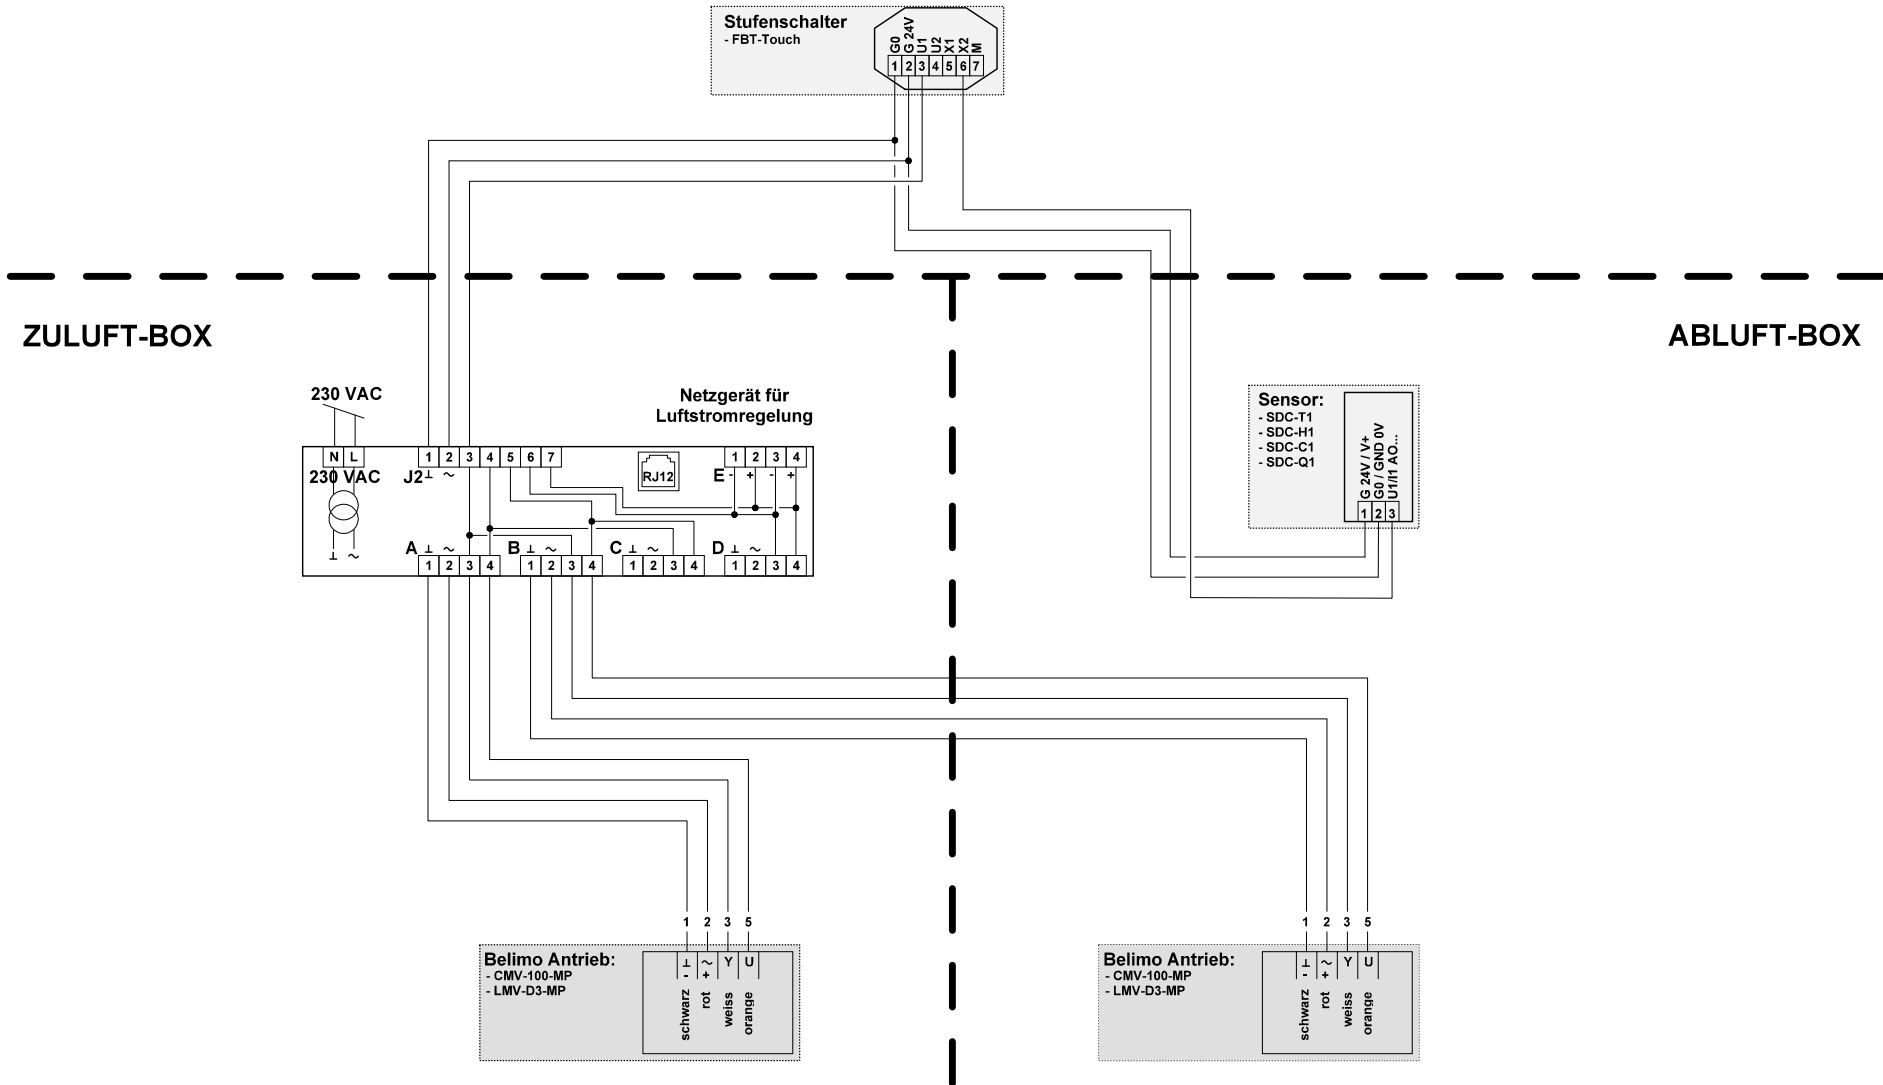 Stufenschalter
- FBT-Touch
G0
G 24V
U1
U2
X1
X2
M
1 2 3 4 5 6 7
ZULUFT-BOX
ABLUFT-BOX
230 VAC
Netzgerät für
Luftstromregelung
N L
230 VAC
⊥ ~
1 2 3 4 5 6 7
J2 ⊥ ~
RJ12
1 2 3 4
E - + - +
A ⊥ ~
1 2 3 4
B ⊥ ~
1 2 3 4
C ⊥ ~
1 2 3 4
D ⊥ ~
1 2 3 4
Sensor:
- SDC-T1
- SDC-H1
- SDC-C1
- SDC-Q1
G 24V / V+
G0 / GND 0V
U1/I1 AO...
1 2 3
1 2 3 5
Belimo Antrieb:
- CMV-100-MP
- LMV-D3-MP
⊥ ~ Y U
- +
schwarz
rot
weiss
orange
1 2 3 5
Belimo Antrieb:
- CMV-100-MP
- LMV-D3-MP
⊥ ~ Y U
- +
schwarz
rot
weiss
orange